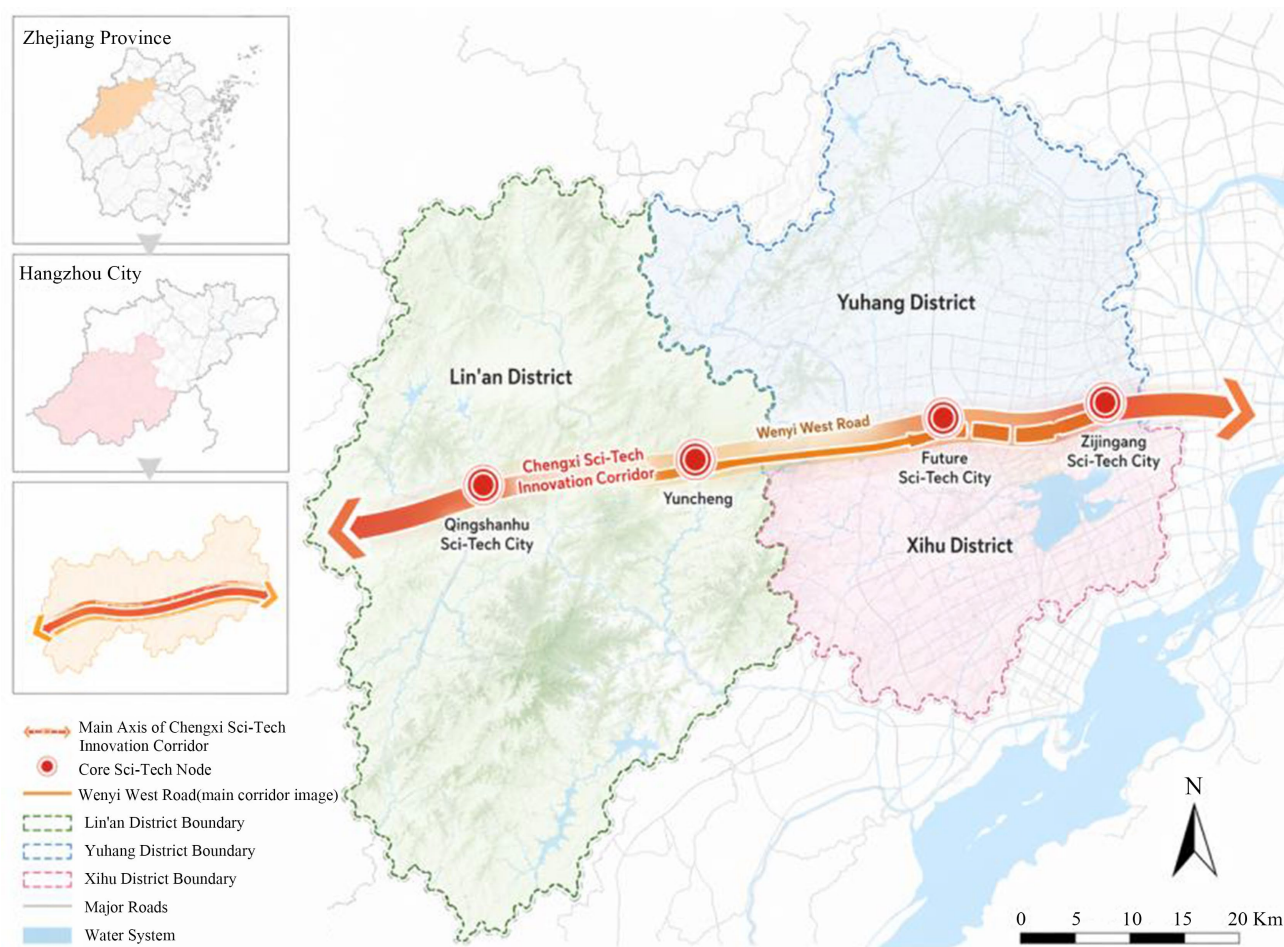 Zhejiang Province
Hangzhou City
Main Axis of Chengxi Sci-Tech
Innovation Corridor
Core Sci-Tech Node
Wenyi West Road(main corridor image)
Lin'an District Boundary
Yuhang District Boundary
Xihu District Boundary
Major Roads
Water System
Yuhang District
Lin'an District
Wenyi West Road
Chengxi Sci-Tech
Innovation Corridor
Qingshanhu
Sci-Tech City
Yuncheng
Future
Sci-Tech City
Zijingang
Sci-Tech City
Xihu District
N
0 5 10 15 20 Km